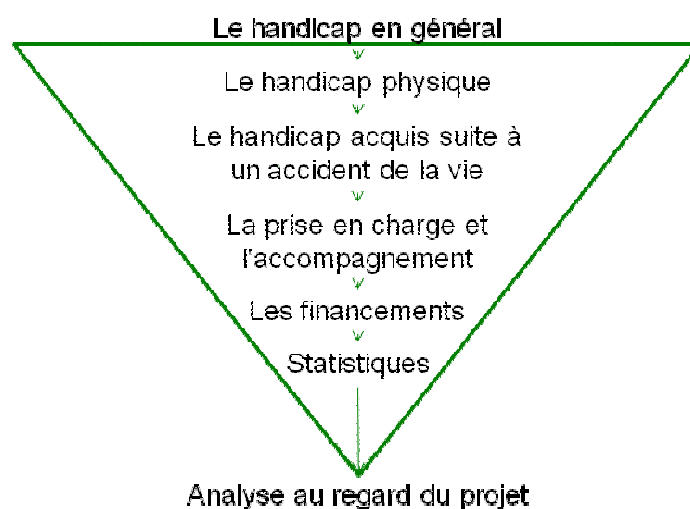 Le handicap en général
Le handicap physique
Le handicap acquis suite à
un accident de la vie
La prise en charge et
l'accompagnement
Les financements
Statistiques
Analyse au regard du projet